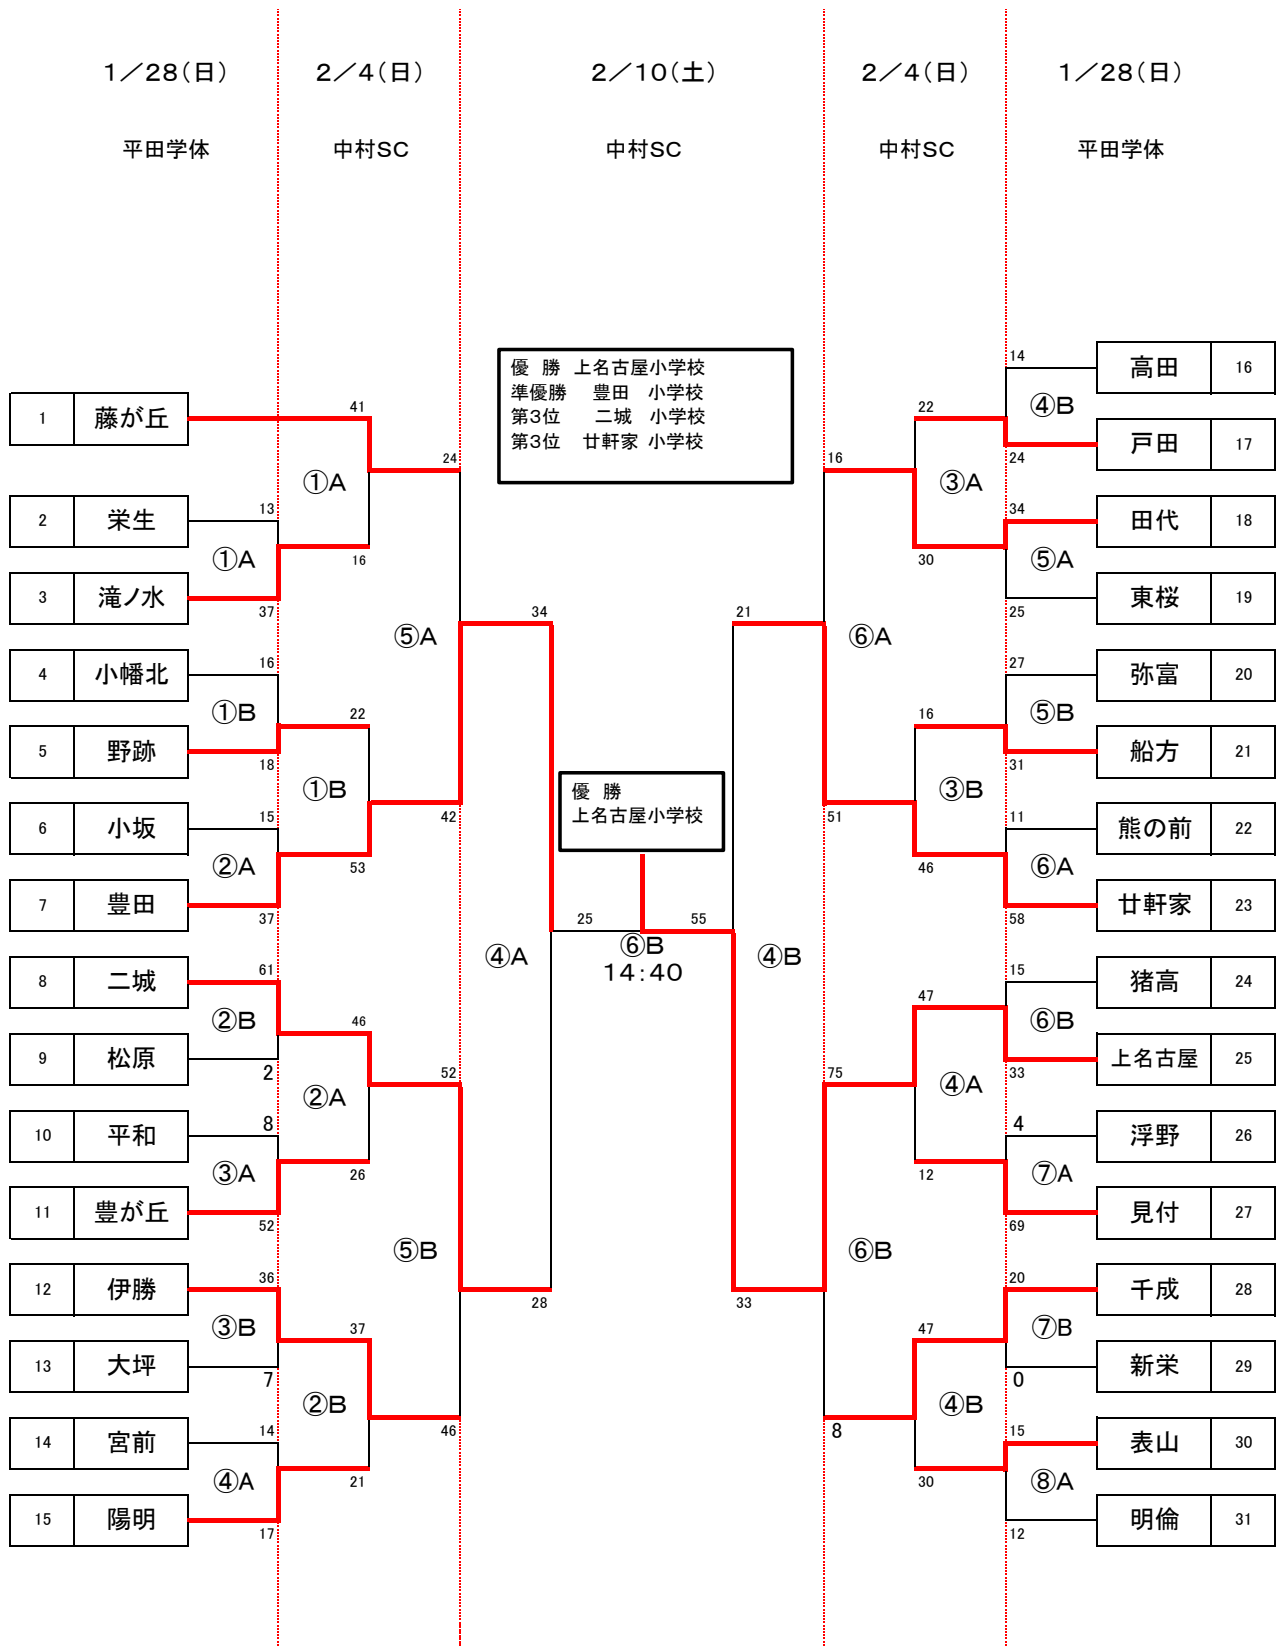 1／28(日) 2／4(日) 2／10(土) 2／4(日) 1／28(日)
平田学体 中村SC 中村SC 中村SC 平田学体
優 勝 上名古屋小学校
準優勝 豊田 小学校
第3位 二城 小学校
第3位 廿軒家 小学校
14 高田 16
1 藤が丘 41 22 ④B
24 戸田 17
24 16
①A ③A
2 栄生 13 34 田代 18
①A 16 30 ⑤A
3 滝ノ水 37 25 東桜 19
⑤A 34 21 ⑥A
4 小幡北 16 27 弥富 20
①B 22 16 ⑤B
5 野跡 18 31 船方 21
①B ③B
優 勝
上名古屋小学校
6 小坂 15 42 51 11 熊の前 22
②A 53 46 ⑥A
7 豊田 37 58 廿軒家 23
25 55
④A ⑥B ④B
14:40
8 二城 61 15 猪高 24
②B 46 47 ⑥B
9 松原 2 52 75 33 上名古屋 25
②A ④A
10 平和 8 4 浮野 26
③A 26 12 ⑦A
11 豊が丘 52 69 見付 27
⑤B ⑥B
12 伊勝 36 28 33 20 千成 28
③B 37 47 ⑦B
13 大坪 7 0 新栄 29
②B ④B
14 宮前 14 46 8 15 表山 30
④A 21 30 ⑧A
15 陽明 17 12 明倫 31